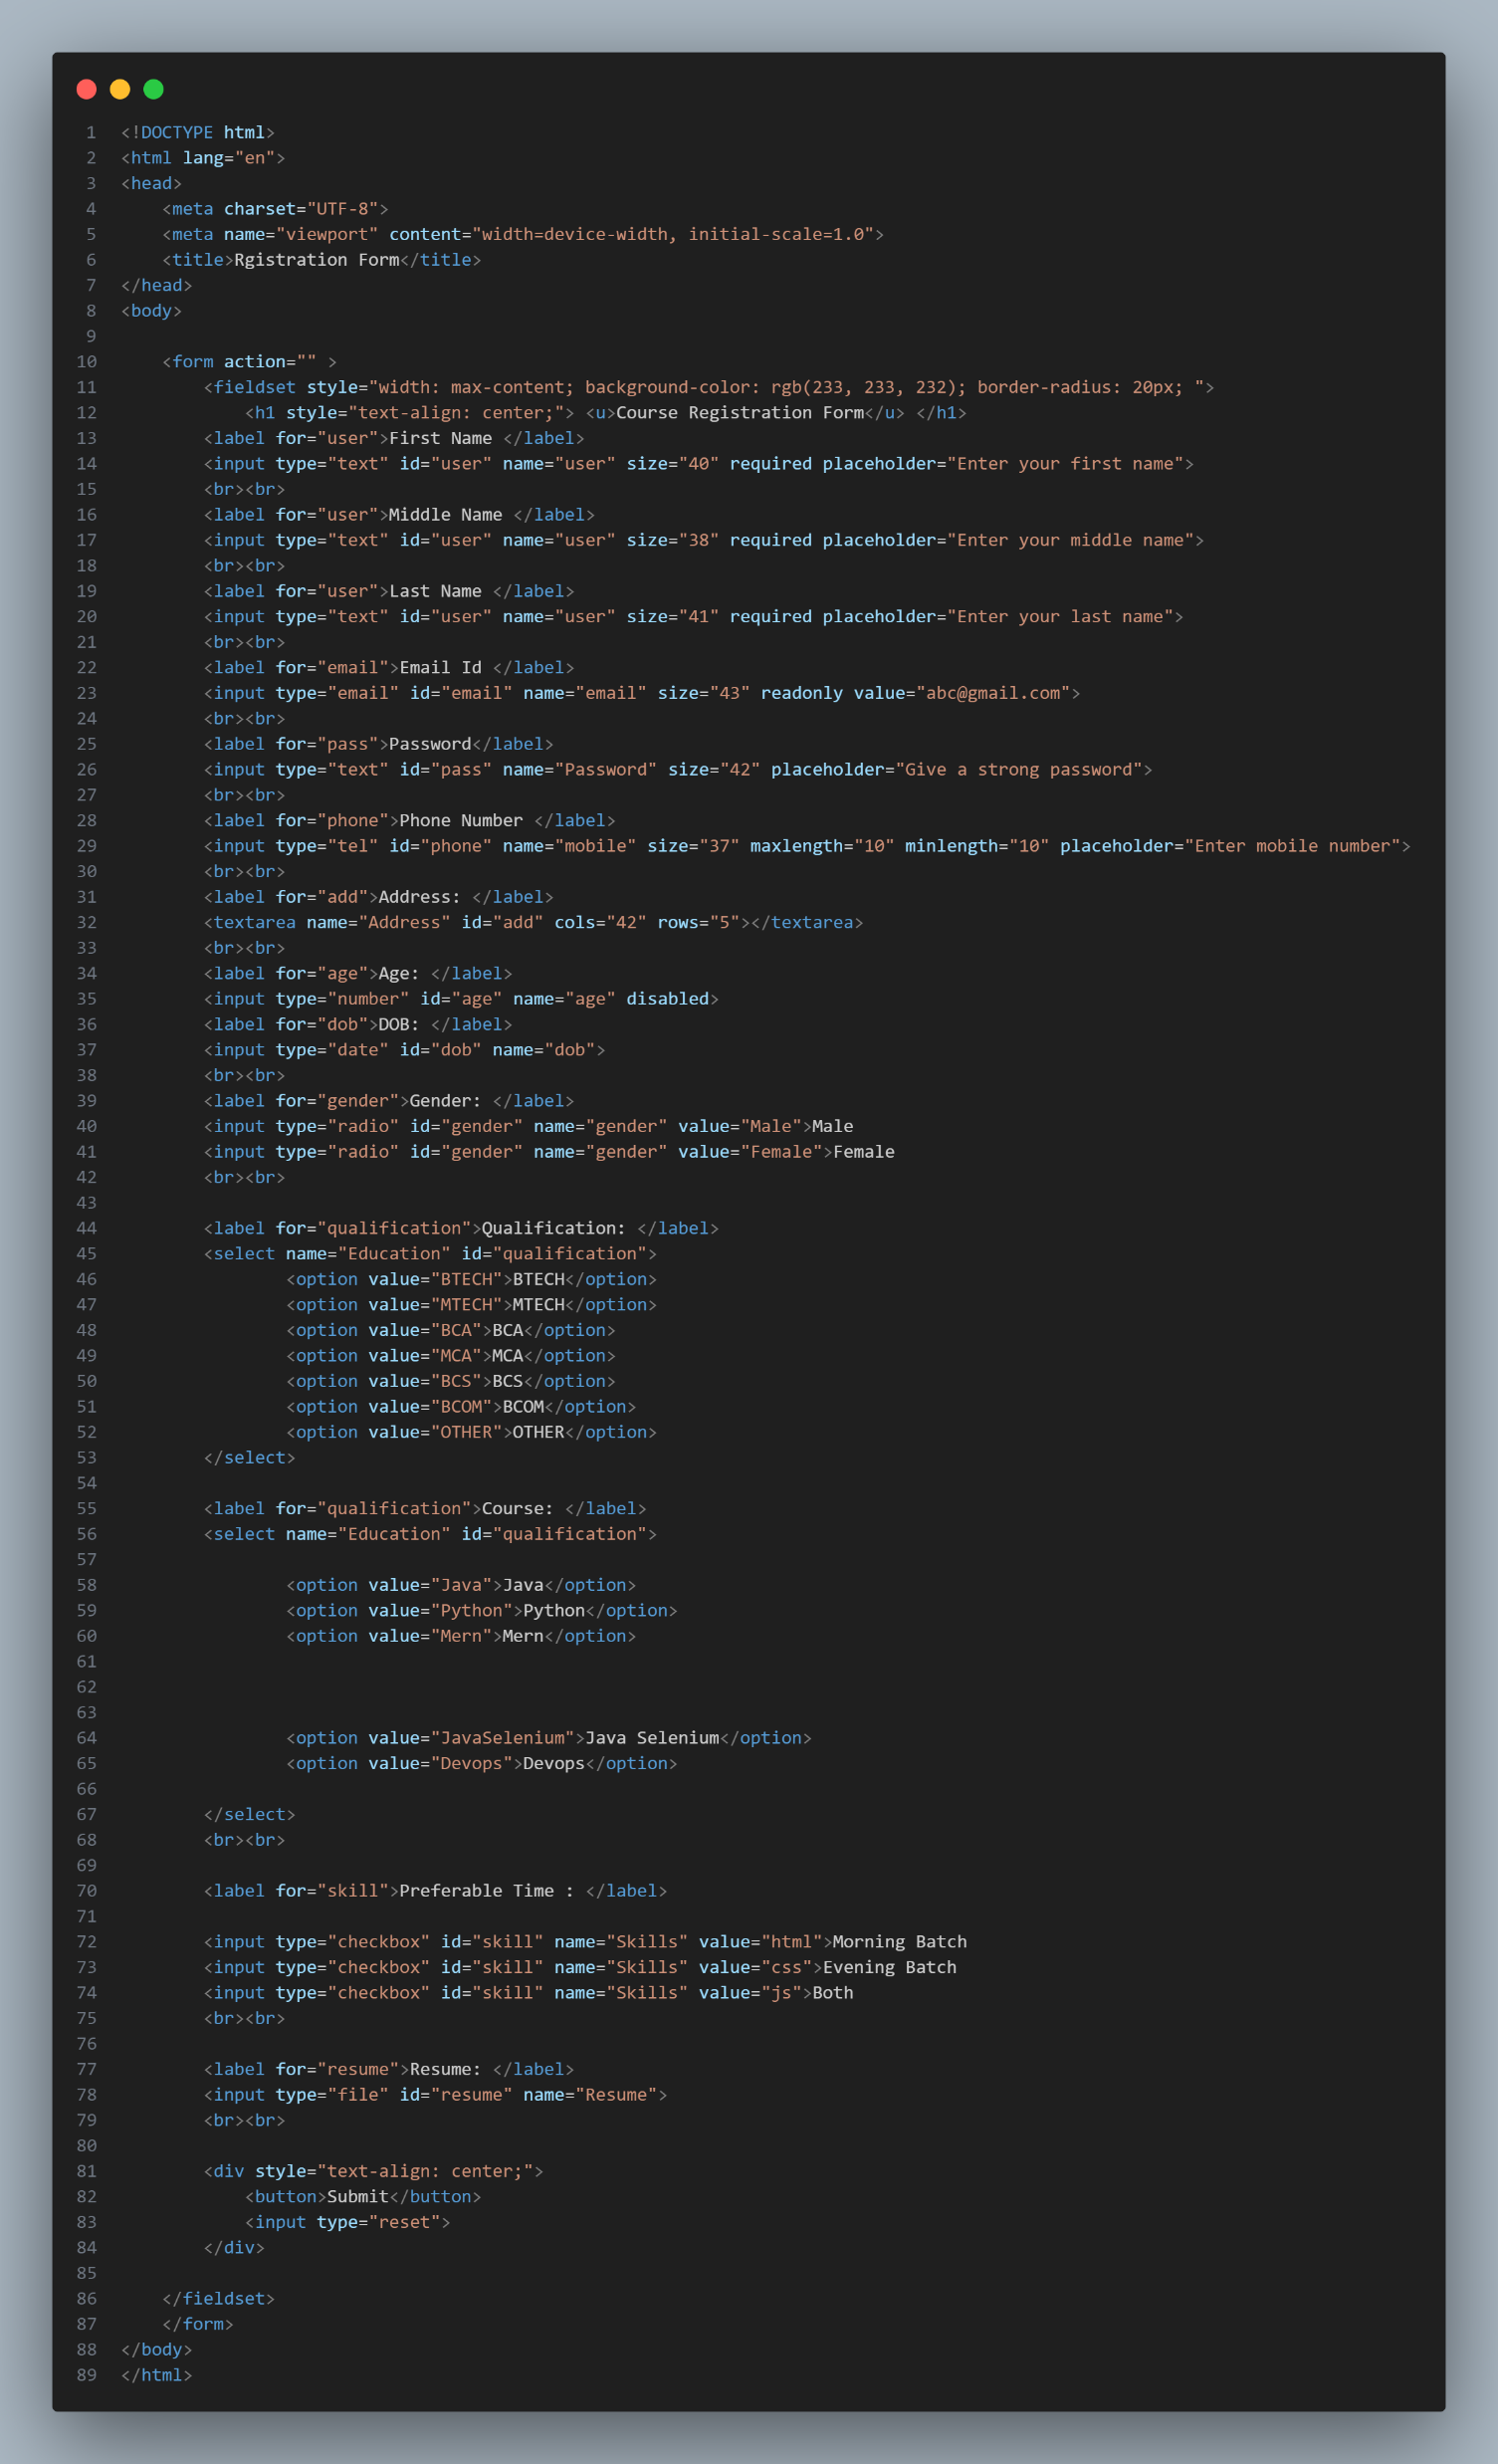 1 <!DOCTYPE html>
2 <html lang="en">
3 <head>
4     <meta charset="UTF-8">
5     <meta name="viewport" content="width=device-width, initial-scale=1.0">
6     <title>Rgistration Form</title>
7 </head>
8 <body>
9
10     <form action="" >
11         <fieldset style="width: max-content; background-color: rgb(233, 233, 232); border-radius: 20px; ">
12             <h1 style="text-align: center;"> <u>Course Registration Form</u> </h1>
13         <label for="user">First Name </label>
14         <input type="text" id="user" name="user" size="40" required placeholder="Enter your first name">
15         <br><br>
16         <label for="user">Middle Name </label>
17         <input type="text" id="user" name="user" size="38" required placeholder="Enter your middle name">
18         <br><br>
19         <label for="user">Last Name </label>
20         <input type="text" id="user" name="user" size="41" required placeholder="Enter your last name">
21         <br><br>
22         <label for="email">Email Id </label>
23         <input type="email" id="email" name="email" size="43" readonly value="abc@gmail.com">
24         <br><br>
25         <label for="pass">Password</label>
26         <input type="text" id="pass" name="Password" size="42" placeholder="Give a strong password">
27         <br><br>
28         <label for="phone">Phone Number </label>
29         <input type="tel" id="phone" name="mobile" size="37" maxlength="10" minlength="10" placeholder="Enter mobile number">
30         <br><br>
31         <label for="add">Address: </label>
32         <textarea name="Address" id="add" cols="42" rows="5"></textarea>
33         <br><br>
34         <label for="age">Age: </label>
35         <input type="number" id="age" name="age" disabled>
36         <label for="dob">DOB: </label>
37         <input type="date" id="dob" name="dob">
38         <br><br>
39         <label for="gender">Gender: </label>
40         <input type="radio" id="gender" name="gender" value="Male">Male
41         <input type="radio" id="gender" name="gender" value="Female">Female
42         <br><br>
43
44         <label for="qualification">Qualification: </label>
45         <select name="Education" id="qualification">
46                 <option value="BTECH">BTECH</option>
47                 <option value="MTECH">MTECH</option>
48                 <option value="BCA">BCA</option>
49                 <option value="MCA">MCA</option>
50                 <option value="BCS">BCS</option>
51                 <option value="BCOM">BCOM</option>
52                 <option value="OTHER">OTHER</option>
53         </select>
54
55         <label for="qualification">Course: </label>
56         <select name="Education" id="qualification">
57
58                 <option value="Java">Java</option>
59                 <option value="Python">Python</option>
60                 <option value="Mern">Mern</option>
61
62
63
64                 <option value="JavaSelenium">Java Selenium</option>
65                 <option value="Devops">Devops</option>
66
67         </select>
68         <br><br>
69
70         <label for="skill">Preferable Time : </label>
71
72         <input type="checkbox" id="skill" name="Skills" value="html">Morning Batch
73         <input type="checkbox" id="skill" name="Skills" value="css">Evening Batch
74         <input type="checkbox" id="skill" name="Skills" value="js">Both
75         <br><br>
76
77         <label for="resume">Resume: </label>
78         <input type="file" id="resume" name="Resume">
79         <br><br>
80
81         <div style="text-align: center;">
82             <button>Submit</button>
83             <input type="reset">
84         </div>
85
86     </fieldset>
87     </form>
88 </body>
89 </html>